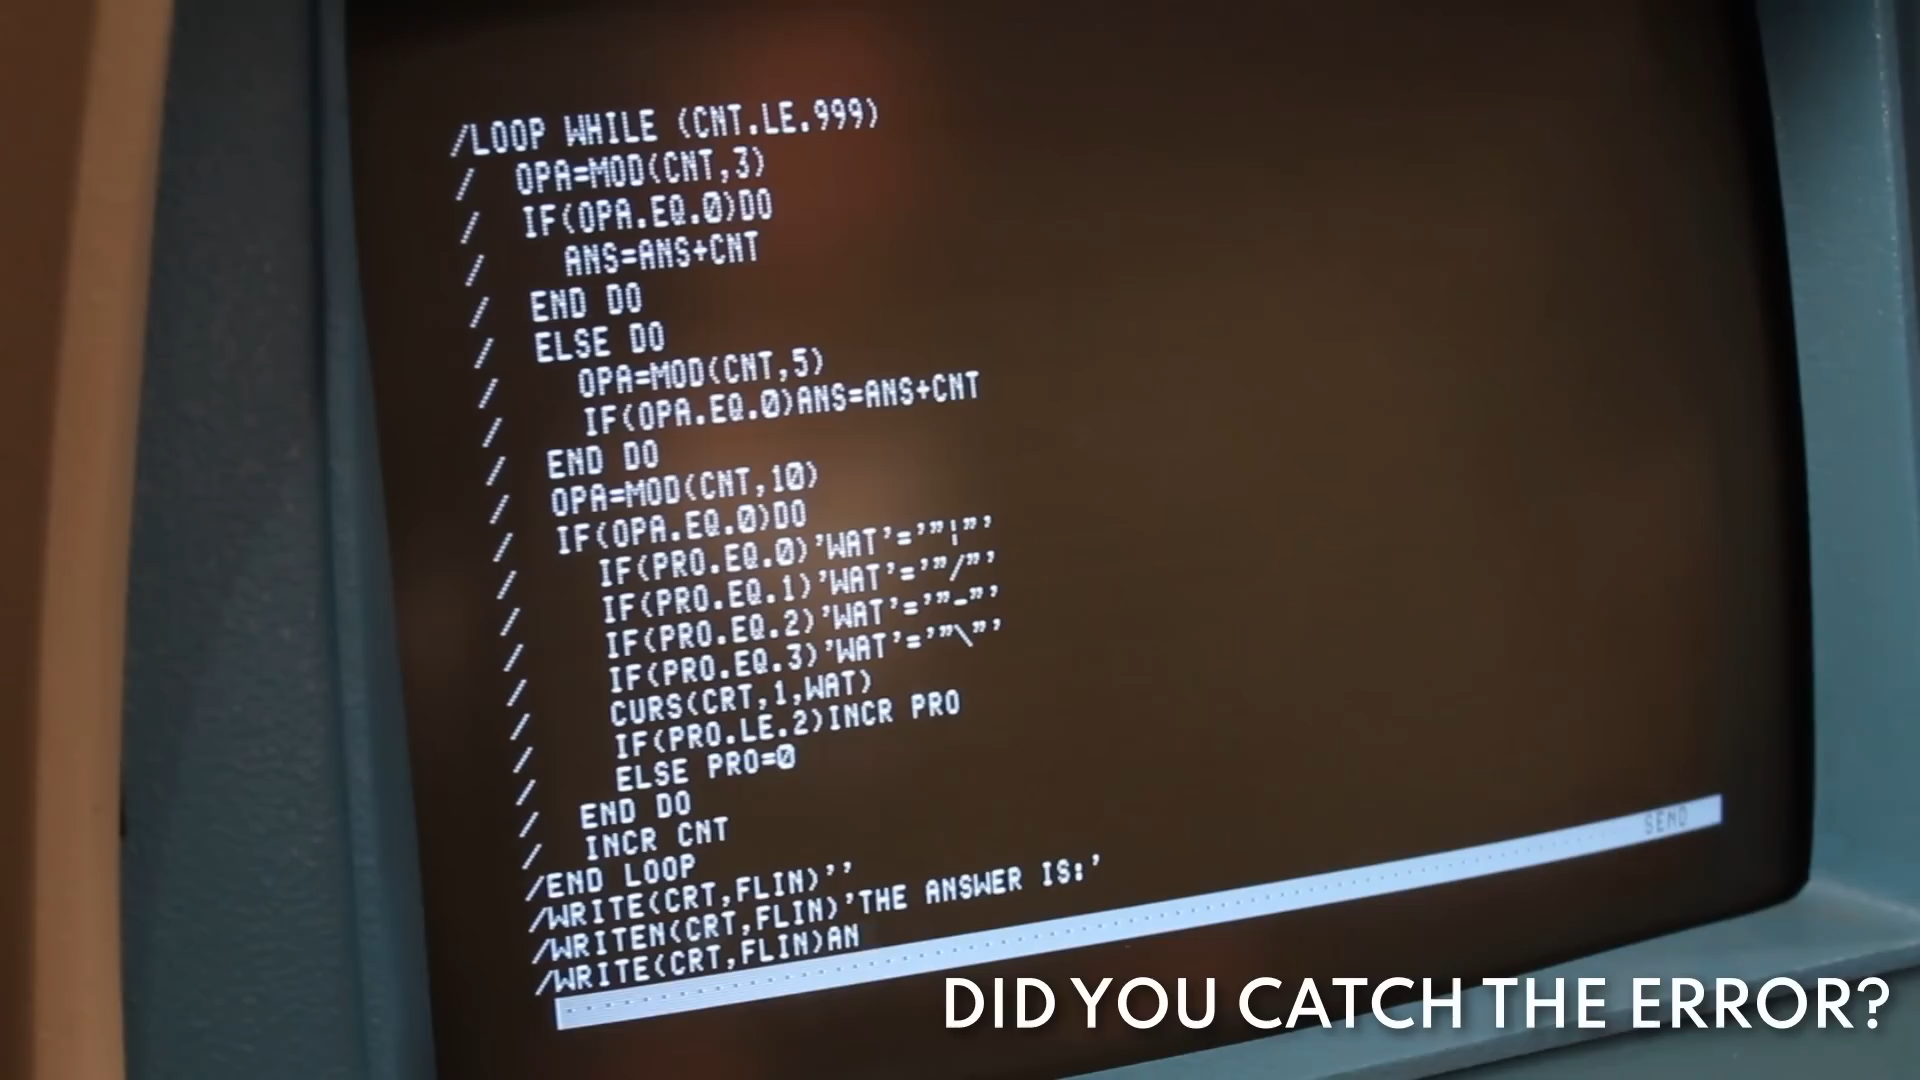 /LOOP WHILE (CNT.LE.999)
/  OPA=MOD(CNT,3)
/  IF(OPA.EQ.0)DO
/    ANS=ANS+CNT
/  END DO
/  ELSE DO
/    OPA=MOD(CNT,5)
/    IF(OPA.EQ.0)ANS=ANS+CNT
/  END DO
/  OPA=MOD(CNT,10)
/  IF(OPA.EQ.0)DO
/    IF(PRO.EQ.0)'WAT'='"¦"'
/    IF(PRO.EQ.1)'WAT'='"/"'
/    IF(PRO.EQ.2)'WAT'='"-"'
/    IF(PRO.EQ.3)'WAT'='"\"'
/    CURS(CRT,1,WAT)
/    IF(PRO.LE.2)INCR PRO
/    ELSE PRO=0
/  END DO
/  INCR CNT
/END LOOP
/WRITE(CRT,FLIN)''
/WRITEN(CRT,FLIN)'THE ANSWER IS:'
/WRITE(CRT,FLIN)AN
SEND
DID YOU CATCH THE ERROR?